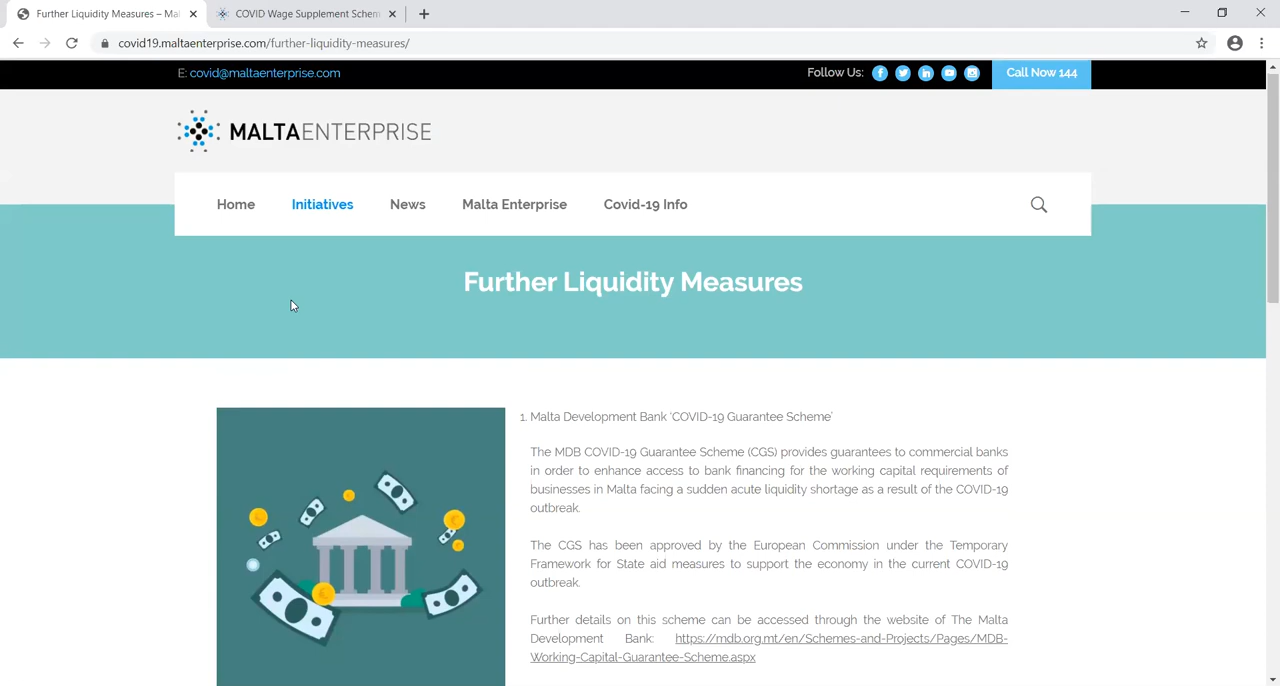 Further Liquidity Measures – Mal
COVID Wage Supplement Schem
covid19.maltaenterprise.com/further-liquidity-measures/
E: covid@maltaenterprise.com
Follow Us:
Call Now 144
MALTAENTERPRISE
Home
Initiatives
News
Malta Enterprise
Covid-19 Info
Further Liquidity Measures
1. Malta Development Bank ‘COVID-19 Guarantee Scheme’
The MDB COVID-19 Guarantee Scheme (CGS) provides guarantees to commercial banks
in order to enhance access to bank financing for the working capital requirements of
businesses in Malta facing a sudden acute liquidity shortage as a result of the COVID-19
outbreak.
The CGS has been approved by the European Commission under the Temporary
Framework for State aid measures to support the economy in the current COVID-19
outbreak.
Further details on this scheme can be accessed through the website of The Malta
Development Bank: https://mdb.org.mt/en/Schemes-and-Projects/Pages/MDB-
Working-Capital-Guarantee-Scheme.aspx